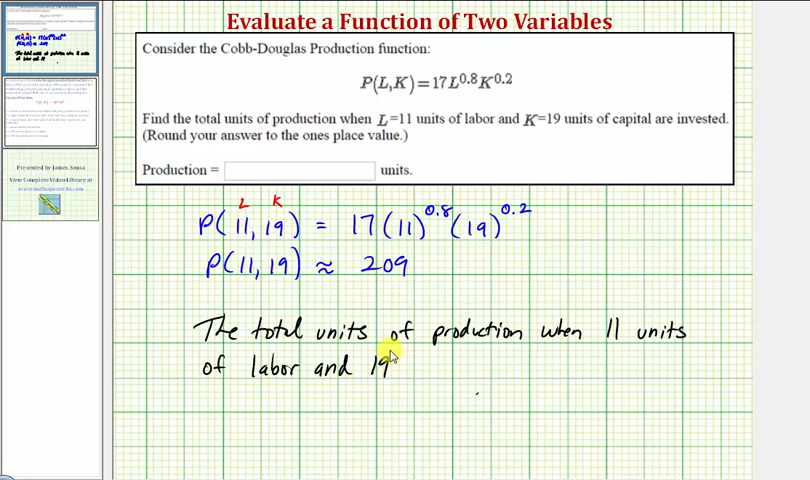 Evaluate a Function of Two Variables
Consider the Cobb-Douglas Production function:
P(L,K)=17L^0.8K^0.2
Find the total units of production when L=11 units of labor and K=19 units of capital are invested.
(Round your answer to the ones place value.)
Production = units.
L K
P(11, 19) = 17(11)^0.8(19)^0.2
P(11, 19) ≈ 209
The total units of production when 11 units
of labor and 19
Presented by James Sousa
View Complete Video Library at